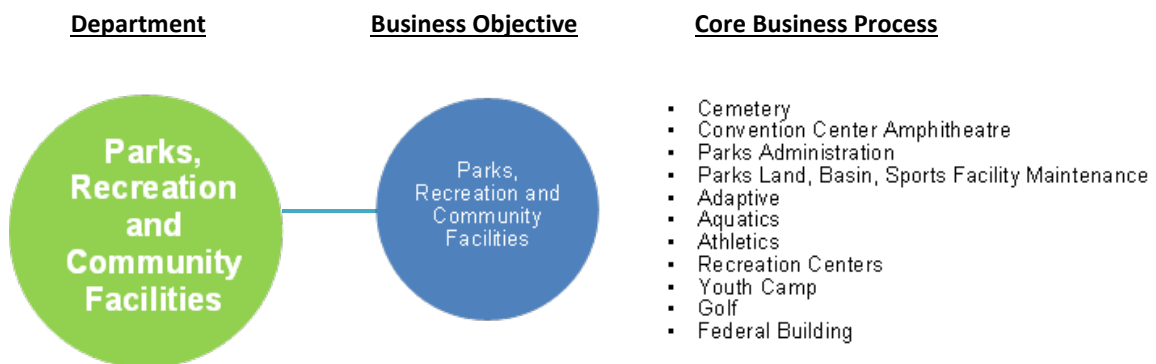 Department
Business Objective
Core Business Process
Parks,
Recreation
and
Community
Facilities
Parks,
Recreation and
Community
Facilities
▪ Cemetery
▪ Convention Center Amphitheatre
▪ Parks Administration
▪ Parks Land, Basin, Sports Facility Maintenance
▪ Adaptive
▪ Aquatics
▪ Athletics
▪ Recreation Centers
▪ Youth Camp
▪ Golf
▪ Federal Building